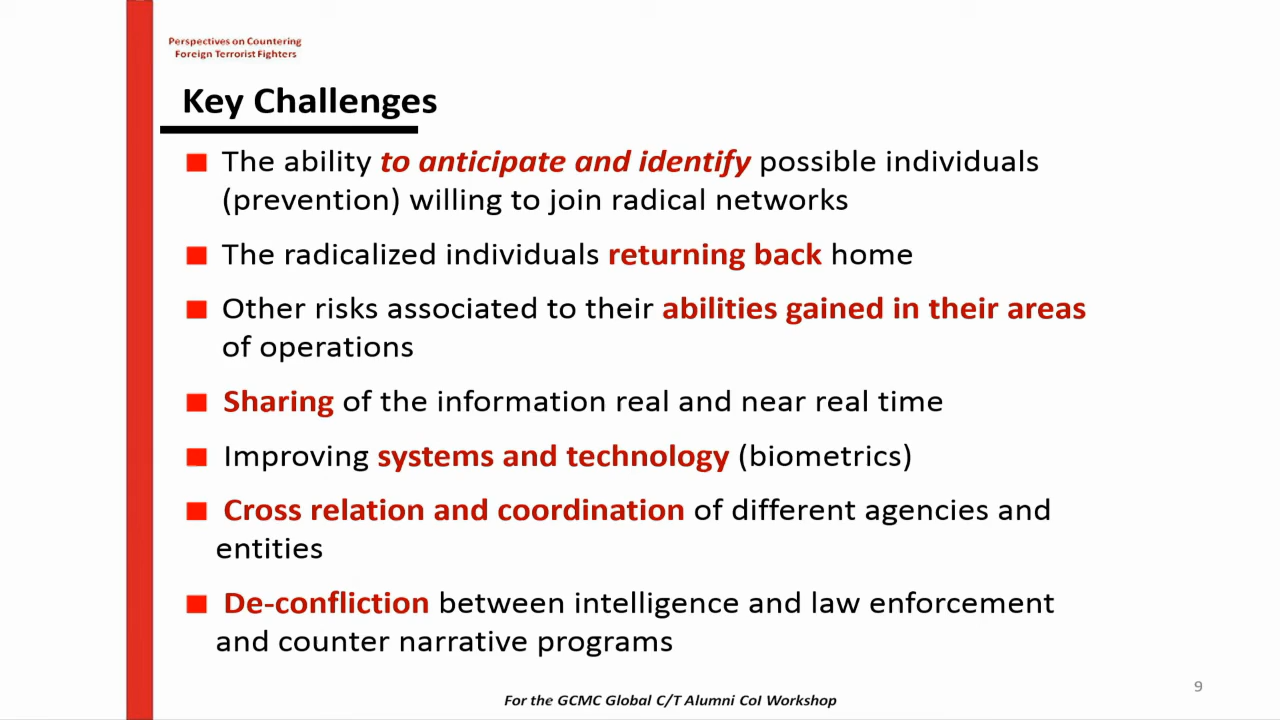 Perspectives on Countering
Foreign Terrorist Fighters
Key Challenges
The ability to anticipate and identify possible individuals
(prevention) willing to join radical networks
The radicalized individuals returning back home
Other risks associated to their abilities gained in their areas
of operations
Sharing of the information real and near real time
Improving systems and technology (biometrics)
Cross relation and coordination of different agencies and
entities
De-confliction between intelligence and law enforcement
and counter narrative programs
For the GCMC Global C/T Alumni CoI Workshop
9